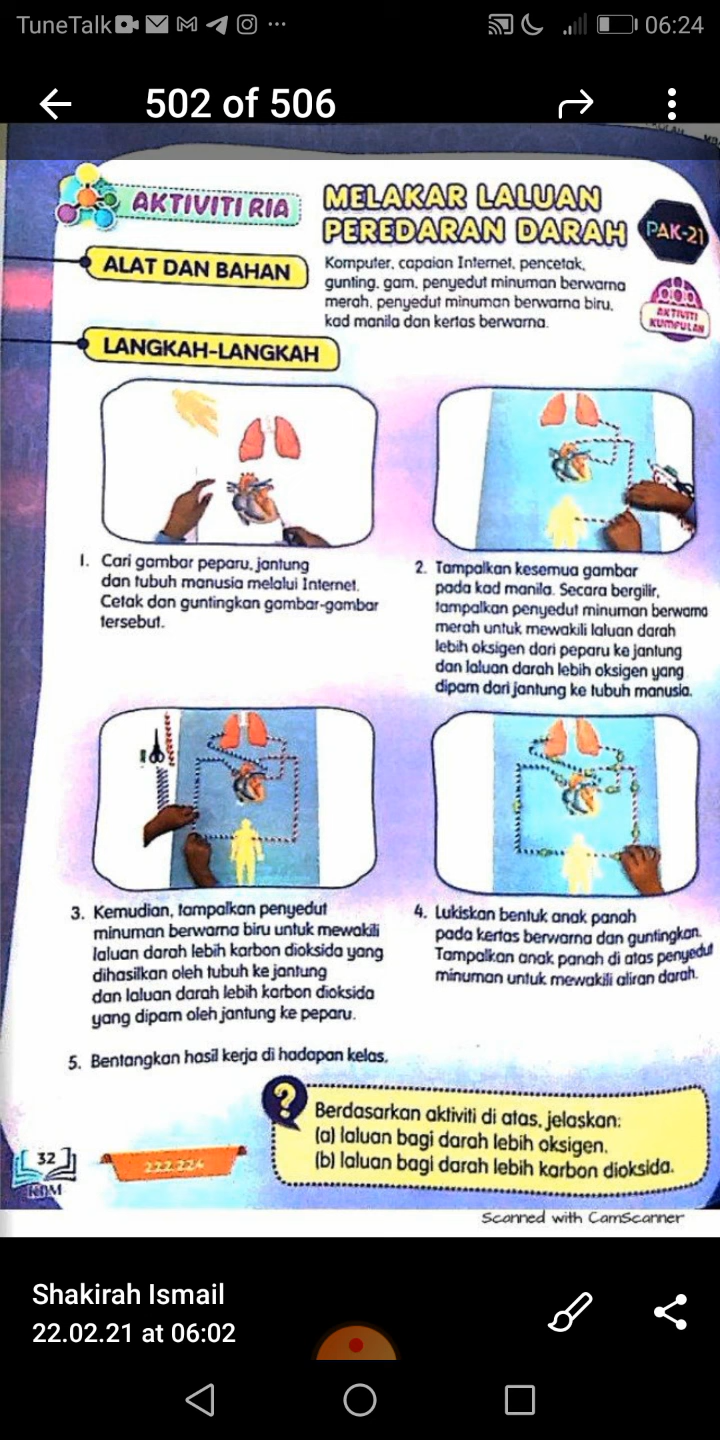 TuneTalk
06:24
502 of 506
AKTIVITI RIA
MELAKAR LALUAN
PEREDARAN DARAH
PAK-21
ALAT DAN BAHAN
Komputer, capaian Internet, pencetak,
gunting, gam, penyedut minuman berwarna
merah, penyedut minuman berwarna biru,
kad manila dan kertas berwarna.
AKTIVITI
KUMPULAN
LANGKAH-LANGKAH
1. Cari gambar peparu, jantung
dan tubuh manusia melalui Internet.
Cetak dan guntingkan gambar-gambar
tersebut.
2. Tampalkan kesemua gambar
pada kad manila. Secara bergilir,
tampalkan penyedut minuman berwarna
merah untuk mewakili laluan darah
lebih oksigen dari peparu ke jantung
dan laluan darah lebih oksigen yang
dipam dari jantung ke tubuh manusia.
3. Kemudian, tampalkan penyedut
minuman berwarna biru untuk mewakili
laluan darah lebih karbon dioksida yang
dihasilkan oleh tubuh ke jantung
dan laluan darah lebih karbon dioksida
yang dipam oleh jantung ke peparu.
4. Lukiskan bentuk anak panah
pada kertas berwarna dan guntingkan.
Tampalkan anak panah di atas penyedut
minuman untuk mewakili aliran darah.
5. Bentangkan hasil kerja di hadapan kelas.
?
Berdasarkan aktiviti di atas, jelaskan:
(a) laluan bagi darah lebih oksigen.
(b) laluan bagi darah lebih karbon dioksida.
32
2.2.2, 2.2.4
Scanned with CamScanner
Shakirah Ismail
22.02.21 at 06:02